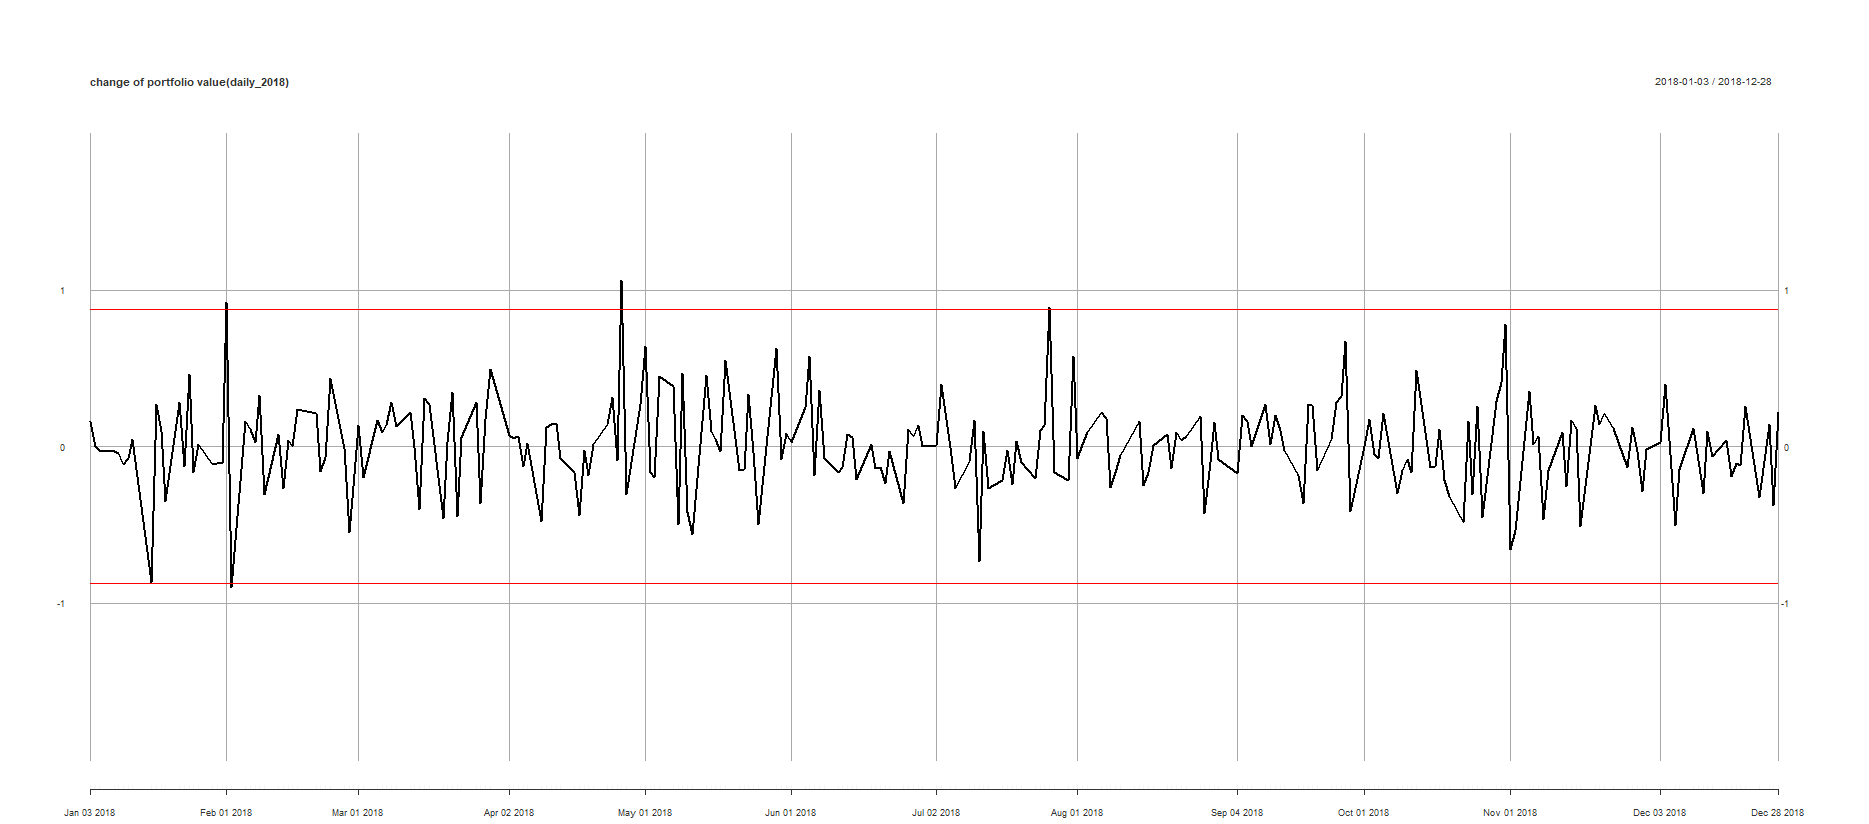 change of portfolio value(daily_2018) 2018-01-03 / 2018-12-28
1 1
0 0
-1 -1
Jan 03 2018 Feb 01 2018 Mar 01 2018 Apr 02 2018 May 01 2018 Jun 01 2018 Jul 02 2018 Aug 01 2018 Sep 04 2018 Oct 01 2018 Nov 01 2018 Dec 03 2018 Dec 28 2018